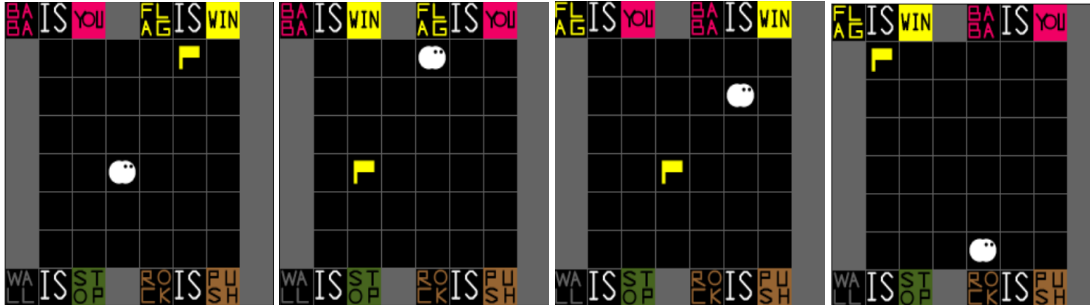 BABA IS YOU FLAG IS WIN
WALL IS STOP ROCK IS PUSH
BABA IS WIN FLAG IS YOU
WALL IS STOP ROCK IS PUSH
FLAG IS YOU BABA IS WIN
WALL IS STOP ROCK IS PUSH
FLAG IS WIN BABA IS YOU
WALL IS STOP ROCK IS PUSH